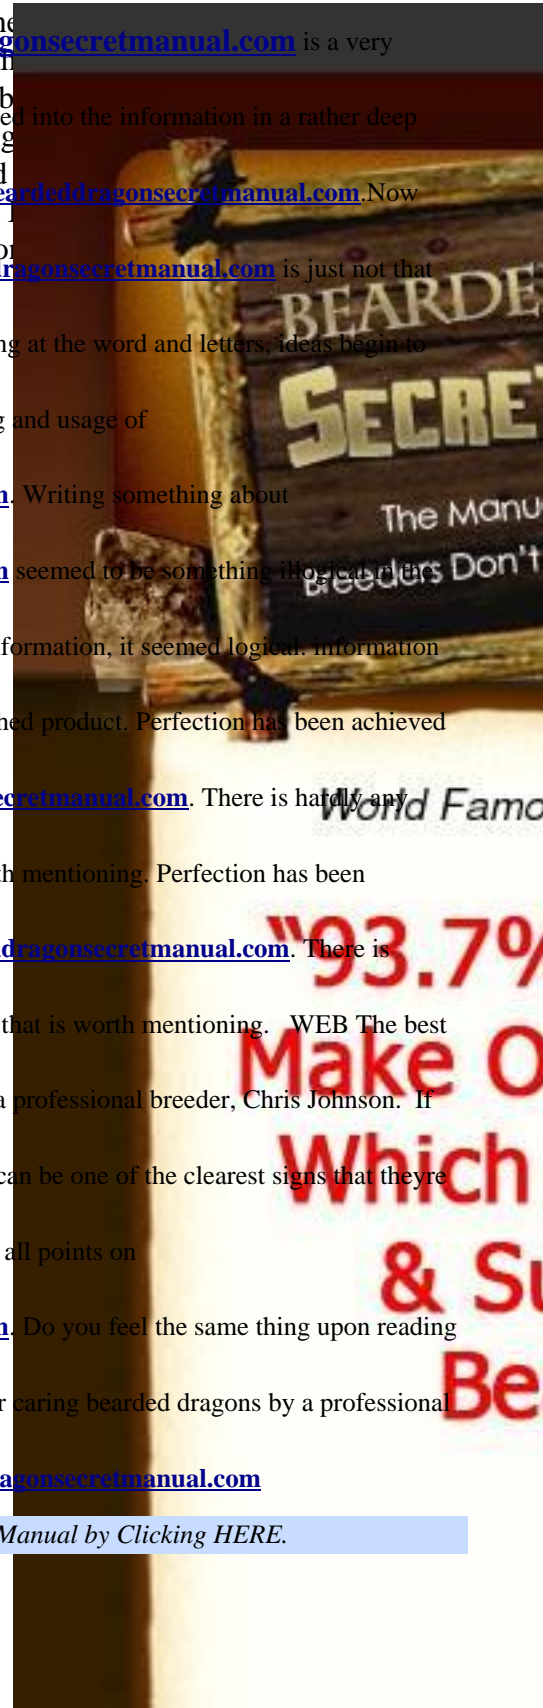 gonsecretmanual.com is a very
ed into the information in a rather deep
eardeddragonsecretmanual.com.Now
dragonsecretmanual.com is just not that
ng at the word and letters, ideas begin to
g and usage of
m. Writing something about
m seemed to be something illogical in the
formation, it seemed logical. information
hed product. Perfection has been achieved
ecretmanual.com. There is hardly any
th mentioning. Perfection has been
dragonsecretmanual.com. There is
that is worth mentioning. WEB The best
a professional breeder, Chris Johnson. If
can be one of the clearest signs that theyre
all points on
m. Do you feel the same thing upon reading
r caring bearded dragons by a professional
ragonsecretmanual.com
Manual by Clicking HERE.
BEARDE
SECRE
The Manu
Breeders Don't
World Famo
"93.7%
Make O
Which
& Su
Be